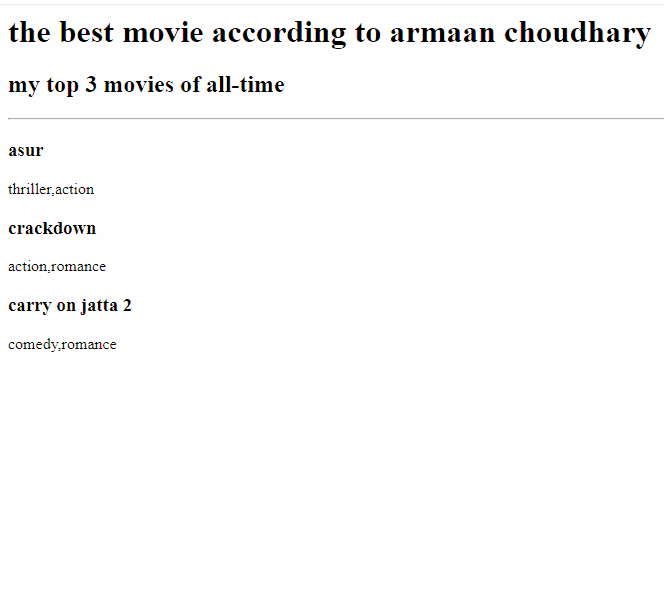 the best movie according to armaan choudhary
my top 3 movies of all-time
asur
thriller,action
crackdown
action,romance
carry on jatta 2
comedy,romance